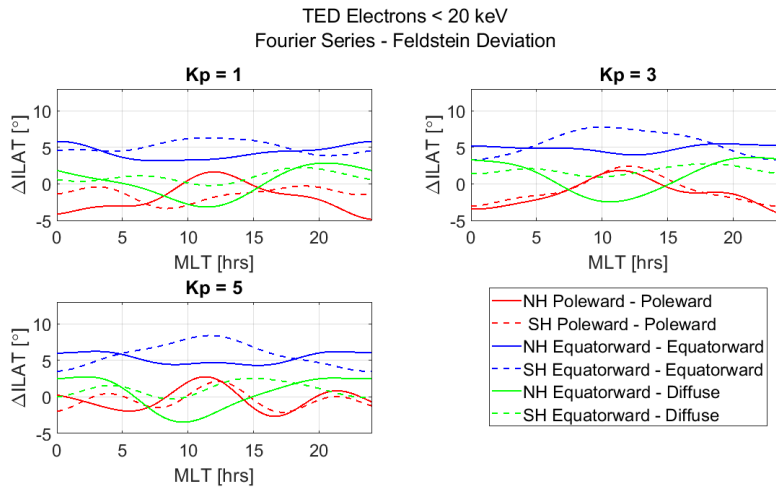 TED Electrons < 20 keV
Fourier Series - Feldstein Deviation
Kp = 1
ΔILAT [°]
10
5
0
-5
0
5
10
15
20
MLT [hrs]
Kp = 3
ΔILAT [°]
10
5
0
-5
0
5
10
15
20
MLT [hrs]
Kp = 5
ΔILAT [°]
10
5
0
-5
0
5
10
15
20
MLT [hrs]
NH Poleward - Poleward
SH Poleward - Poleward
NH Equatorward - Equatorward
SH Equatorward - Equatorward
NH Equatorward - Diffuse
SH Equatorward - Diffuse